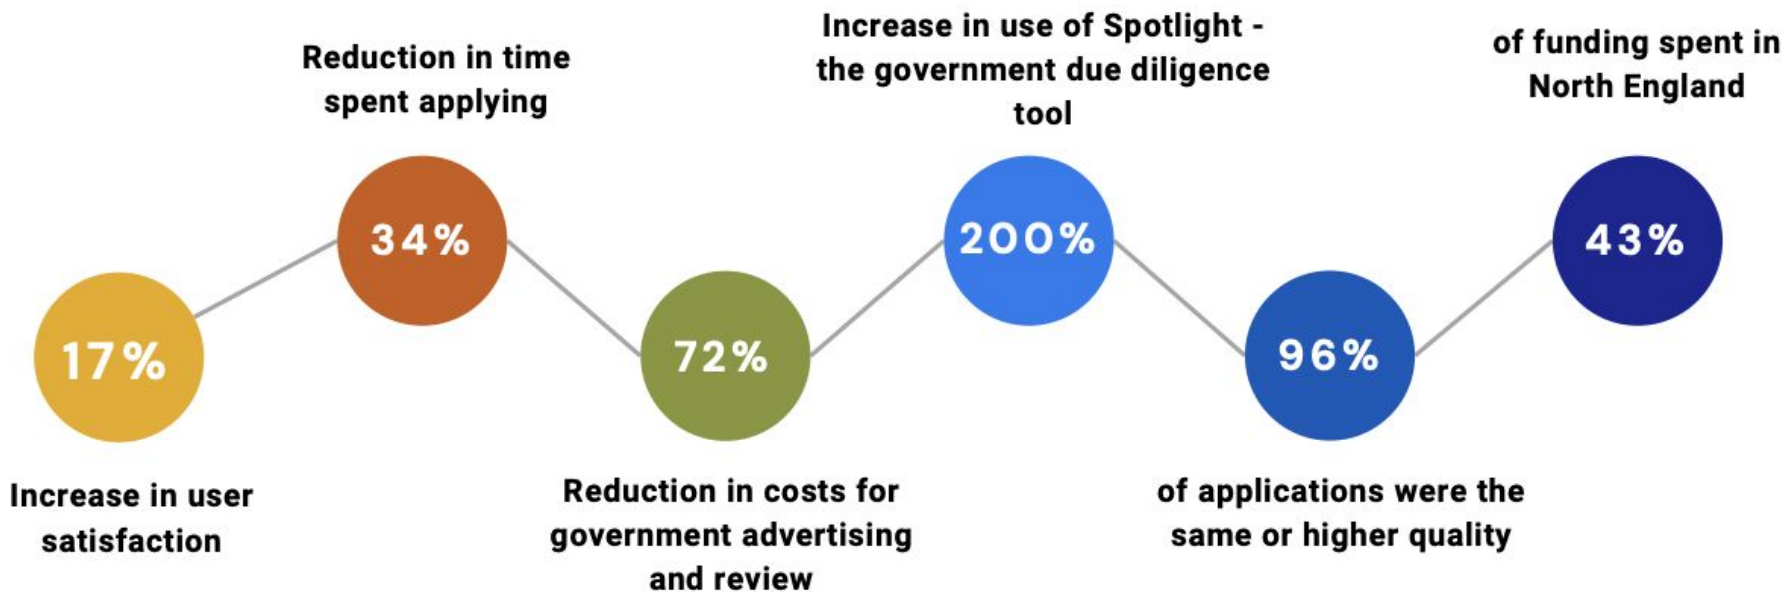 17%
Increase in user
satisfaction
Reduction in time
spent applying
34%
72%
Reduction in costs for
government advertising
and review
Increase in use of Spotlight -
the government due diligence
tool
200%
96%
of applications were the
same or higher quality
of funding spent in
North England
43%